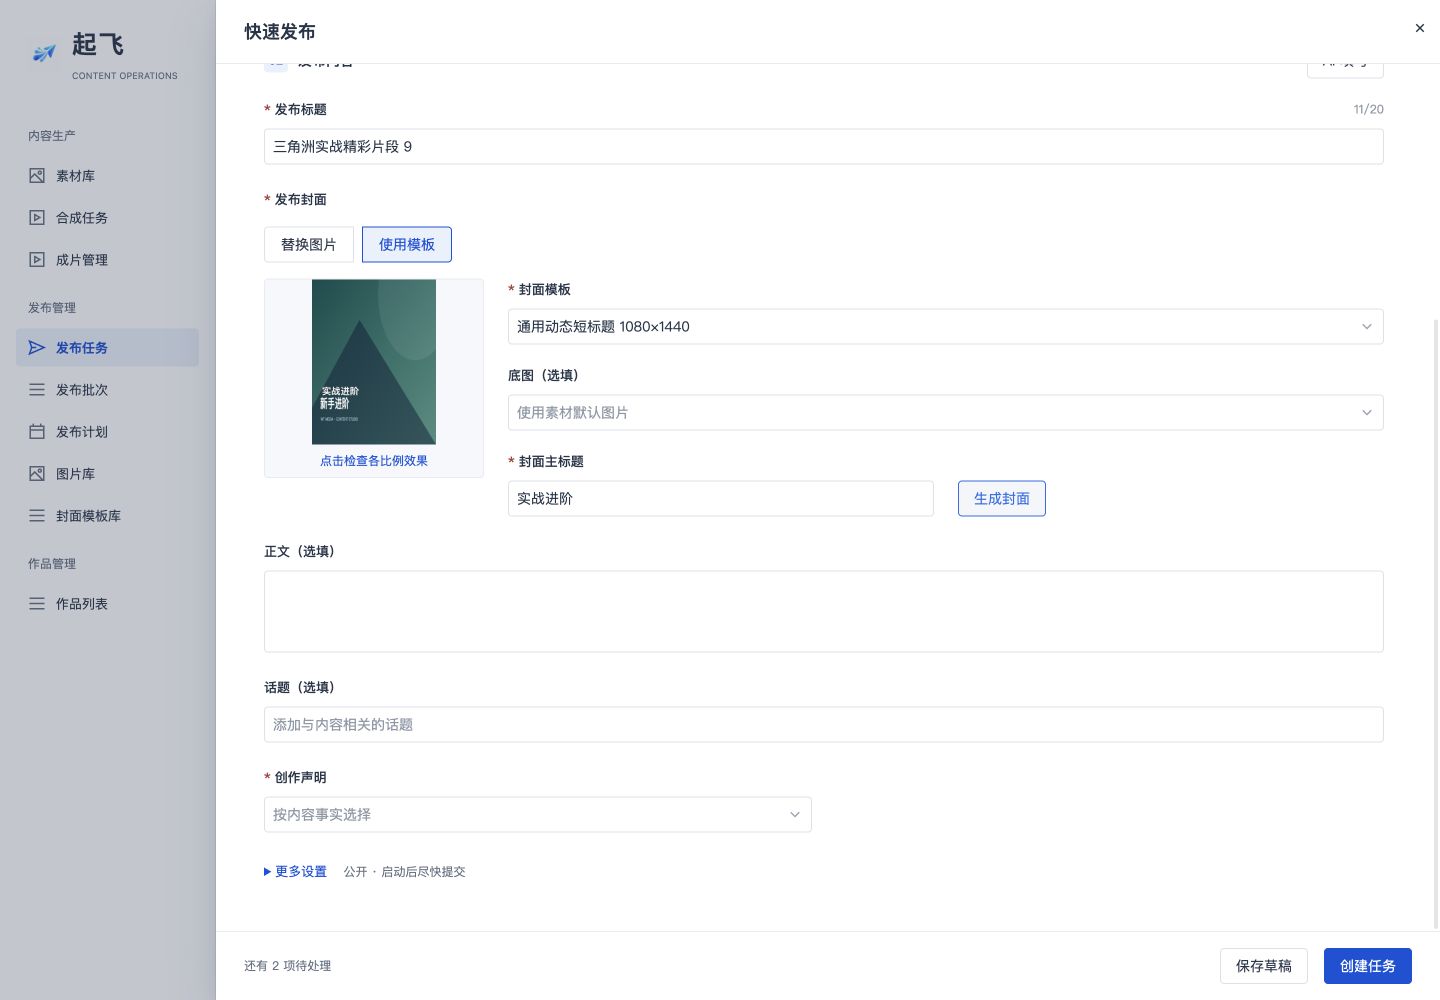 起飞
CONTENT OPERATIONS
内容生产
素材库
合成任务
成片管理
发布管理
发布任务
发布批次
发布计划
图片库
封面模板库
作品管理
作品列表
快速发布
×
* 发布标题
11/20
三角洲实战精彩片段 9
* 发布封面
替换图片
使用模板
实战进阶
新手进阶
点击检查各比例效果
* 封面模板
通用动态短标题 1080×1440
底图（选填）
使用素材默认图片
* 封面主标题
实战进阶
生成封面
正文（选填）
话题（选填）
添加与内容相关的话题
* 创作声明
按内容事实选择
更多设置
公开 · 启动后尽快提交
还有 2 项待处理
保存草稿
创建任务